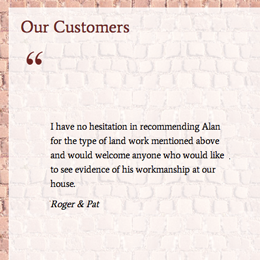 Our Customers
“
I have no hesitation in recommending Alan
for the type of land work mentioned above
and would welcome anyone who would like
to see evidence of his workmanship at our
house.
Roger & Pat